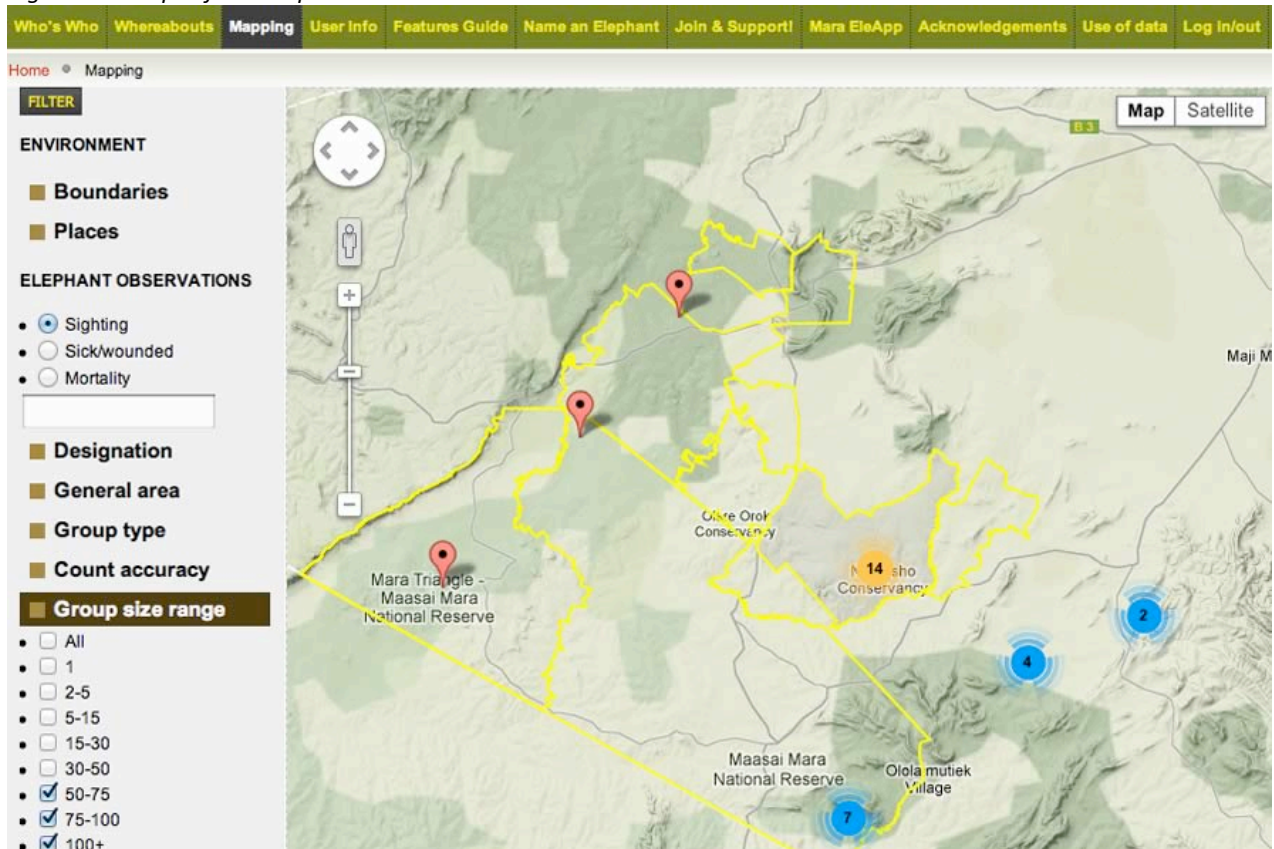 Who's Who Whereabouts Mapping User Info Features Guide Name an Elephant Join & Support! Mara EleApp Acknowledgements Use of data Log in/out
Home Mapping
FILTER
ENVIRONMENT
Boundaries
Places
ELEPHANT OBSERVATIONS
Sighting
Sick/wounded
Mortality
Designation
General area
Group type
Count accuracy
Group size range
All
1
2-5
5-15
15-30
30-50
50-75
75-100
100+
Map Satellite
B 3
Maji M
Olare Orok
Conservancy
14
Conservancy
Mara Triangle -
Maasai Mara
National Reserve
2
4
Maasai Mara
National Reserve
Ololamutiek
Village
7